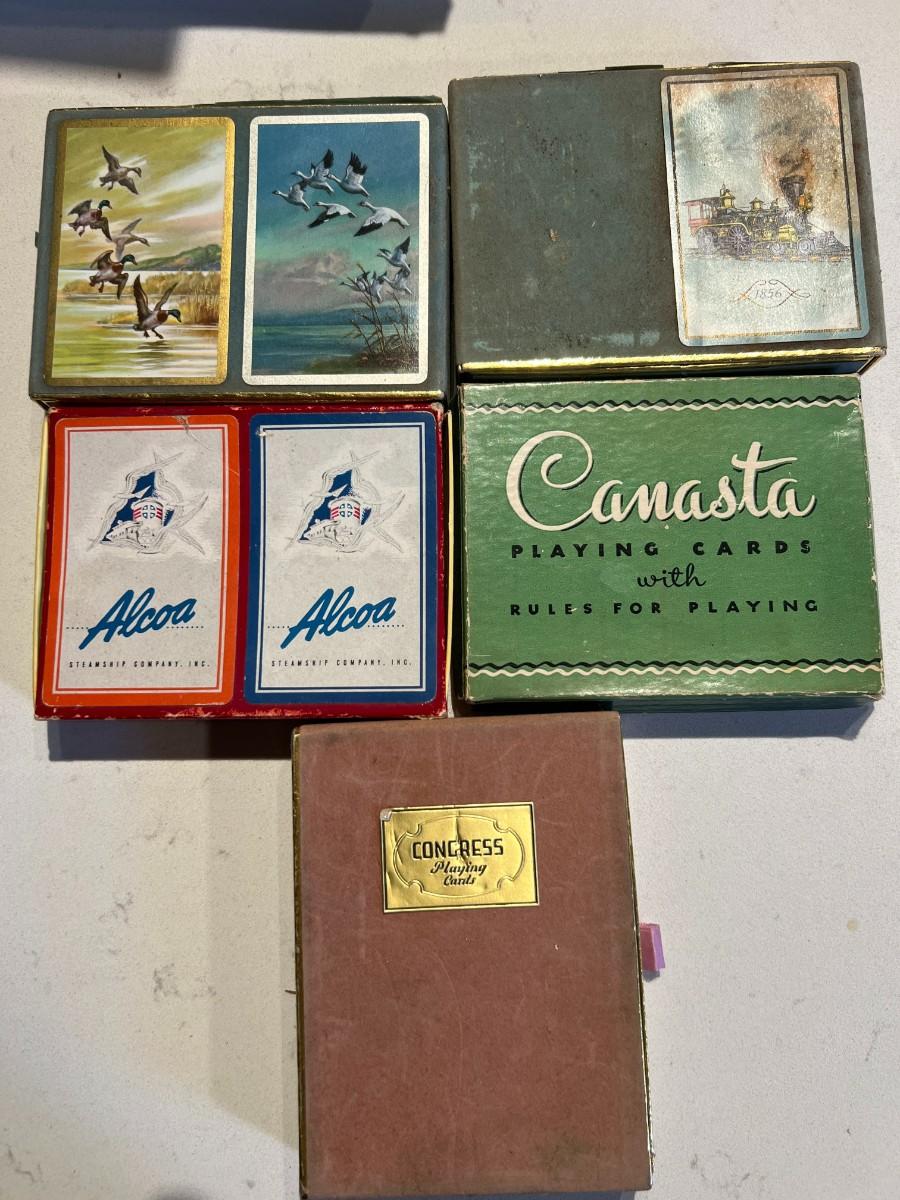 1856
Alcoa
STEAMSHIP COMPANY, INC.
Alcoa
STEAMSHIP COMPANY, INC.
Canasta
PLAYING CARDS
with
RULES FOR PLAYING
CONGRESS
Playing
Cards